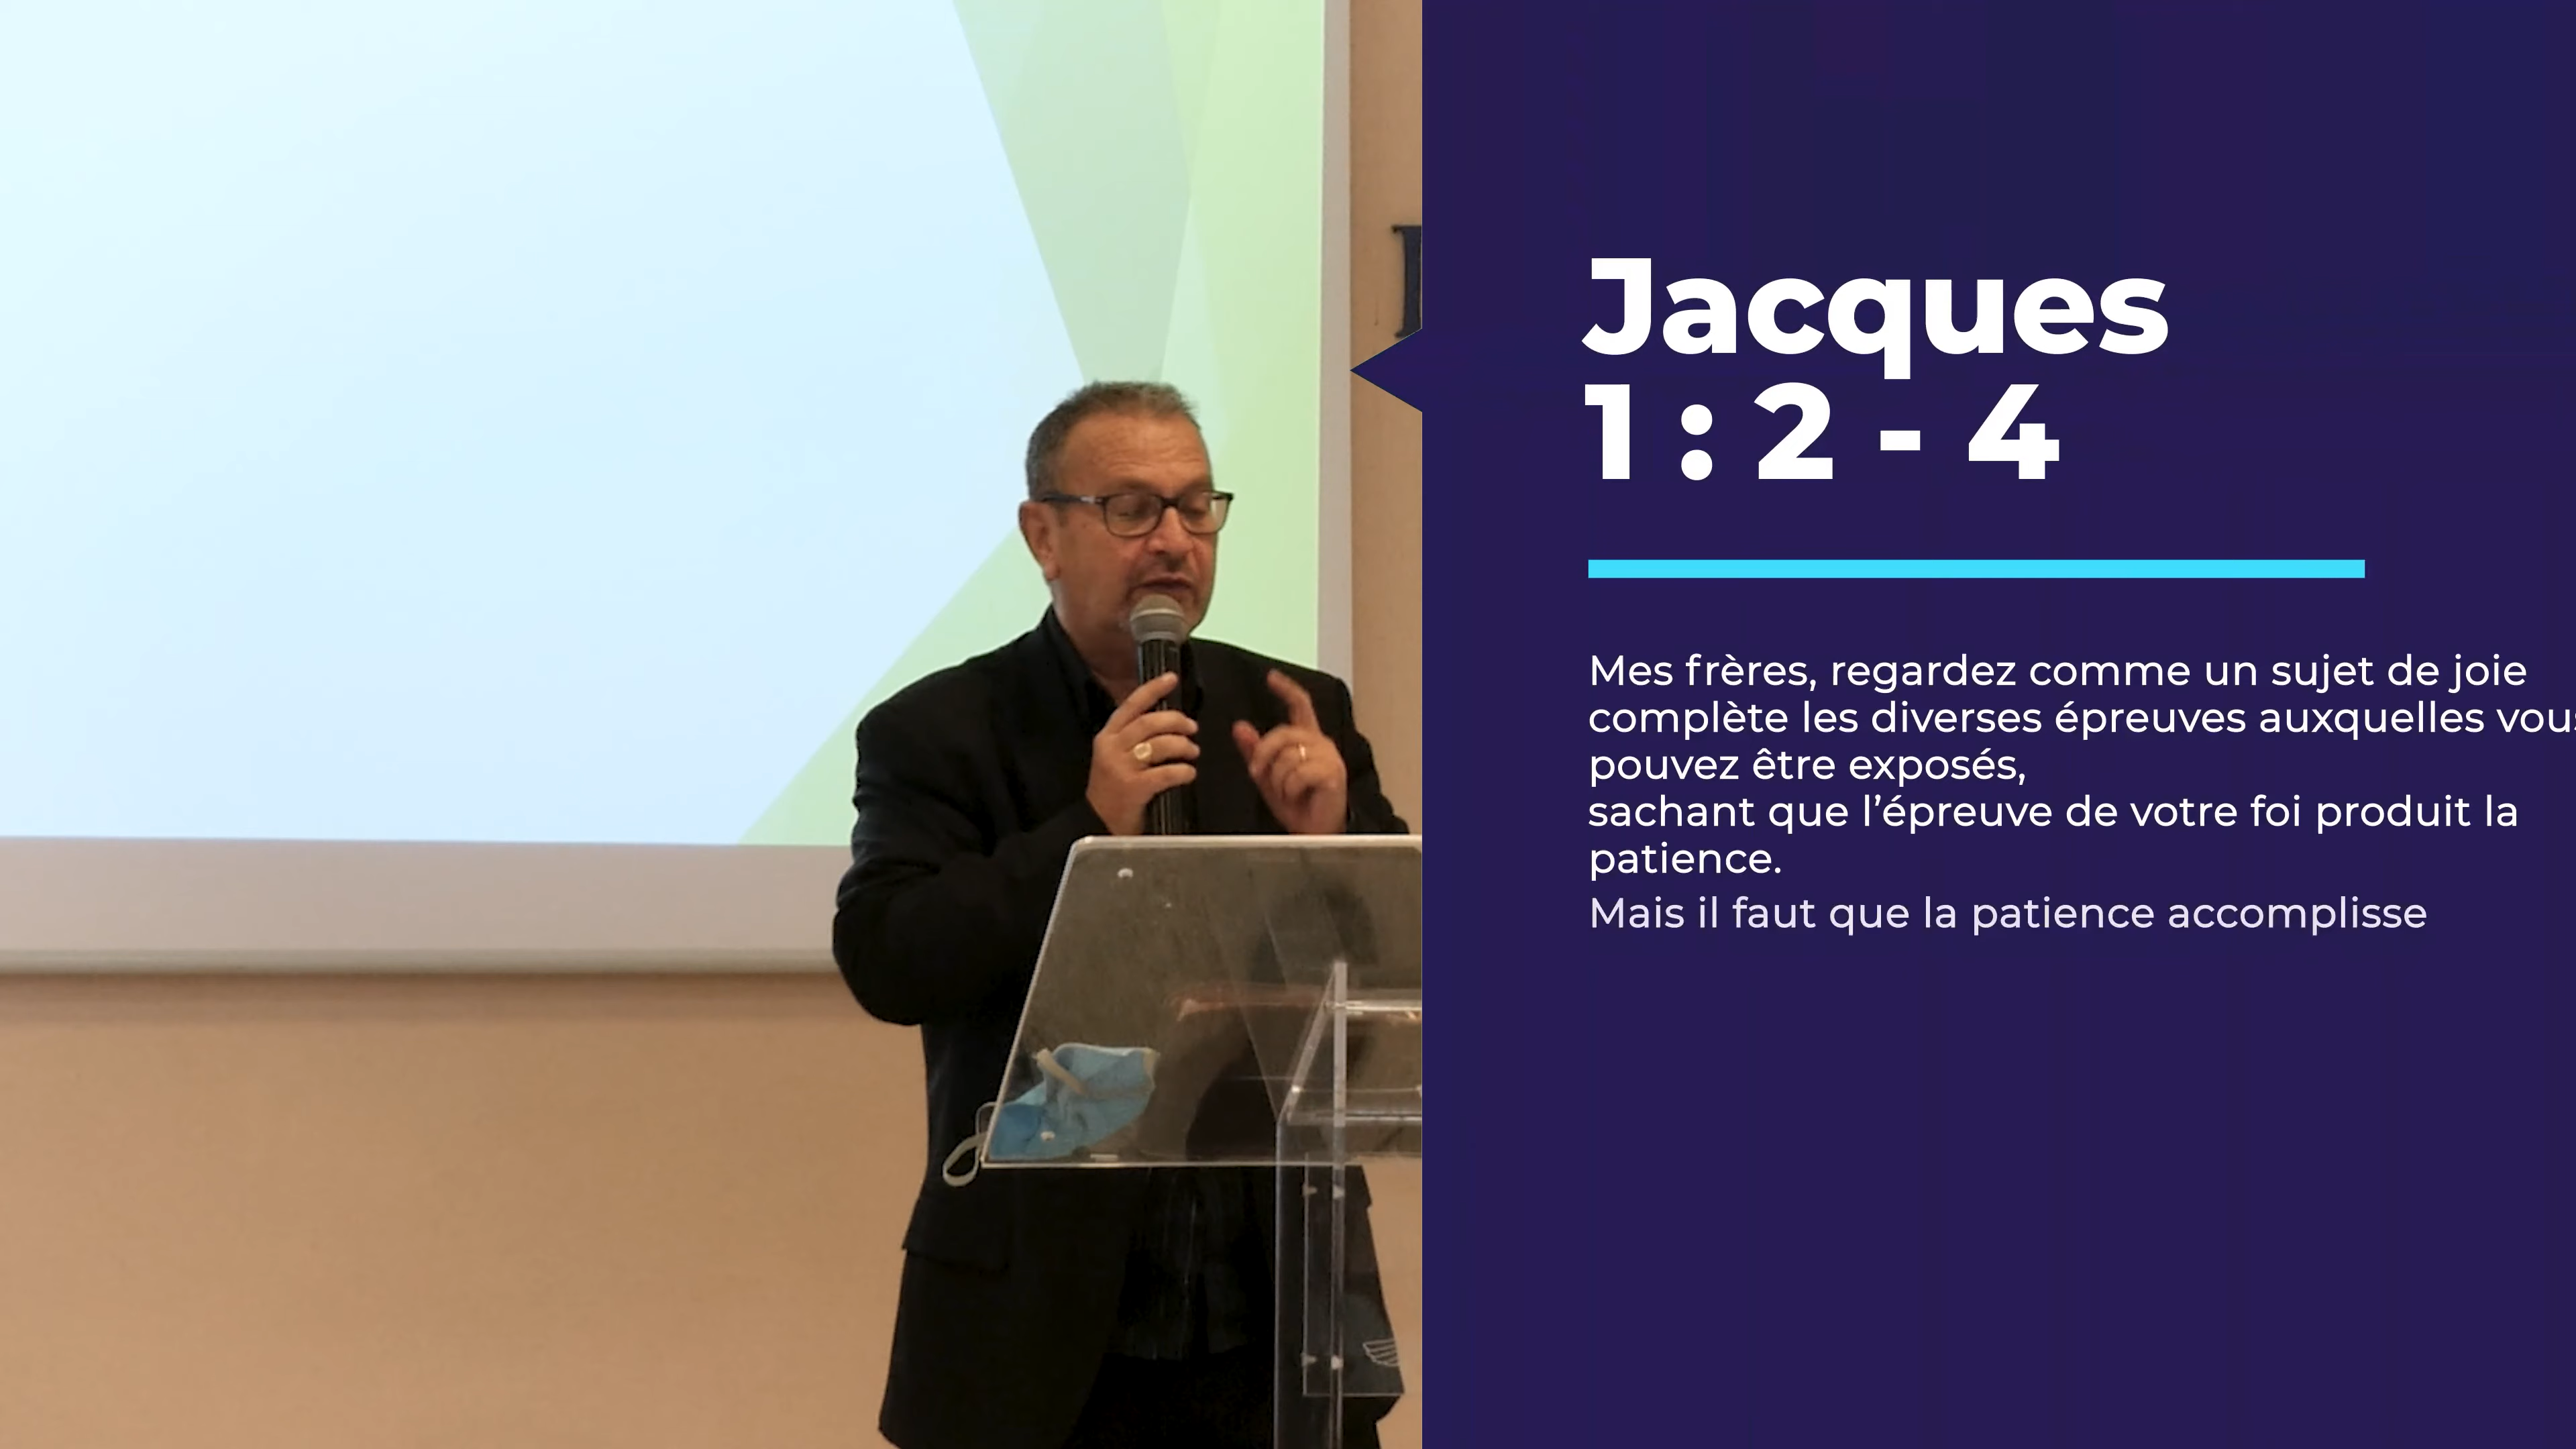 Jacques
1 : 2 - 4
Mes frères, regardez comme un sujet de joie
complète les diverses épreuves auxquelles vous
pouvez être exposés,
sachant que l’épreuve de votre foi produit la
patience.
Mais il faut que la patience accomplisse